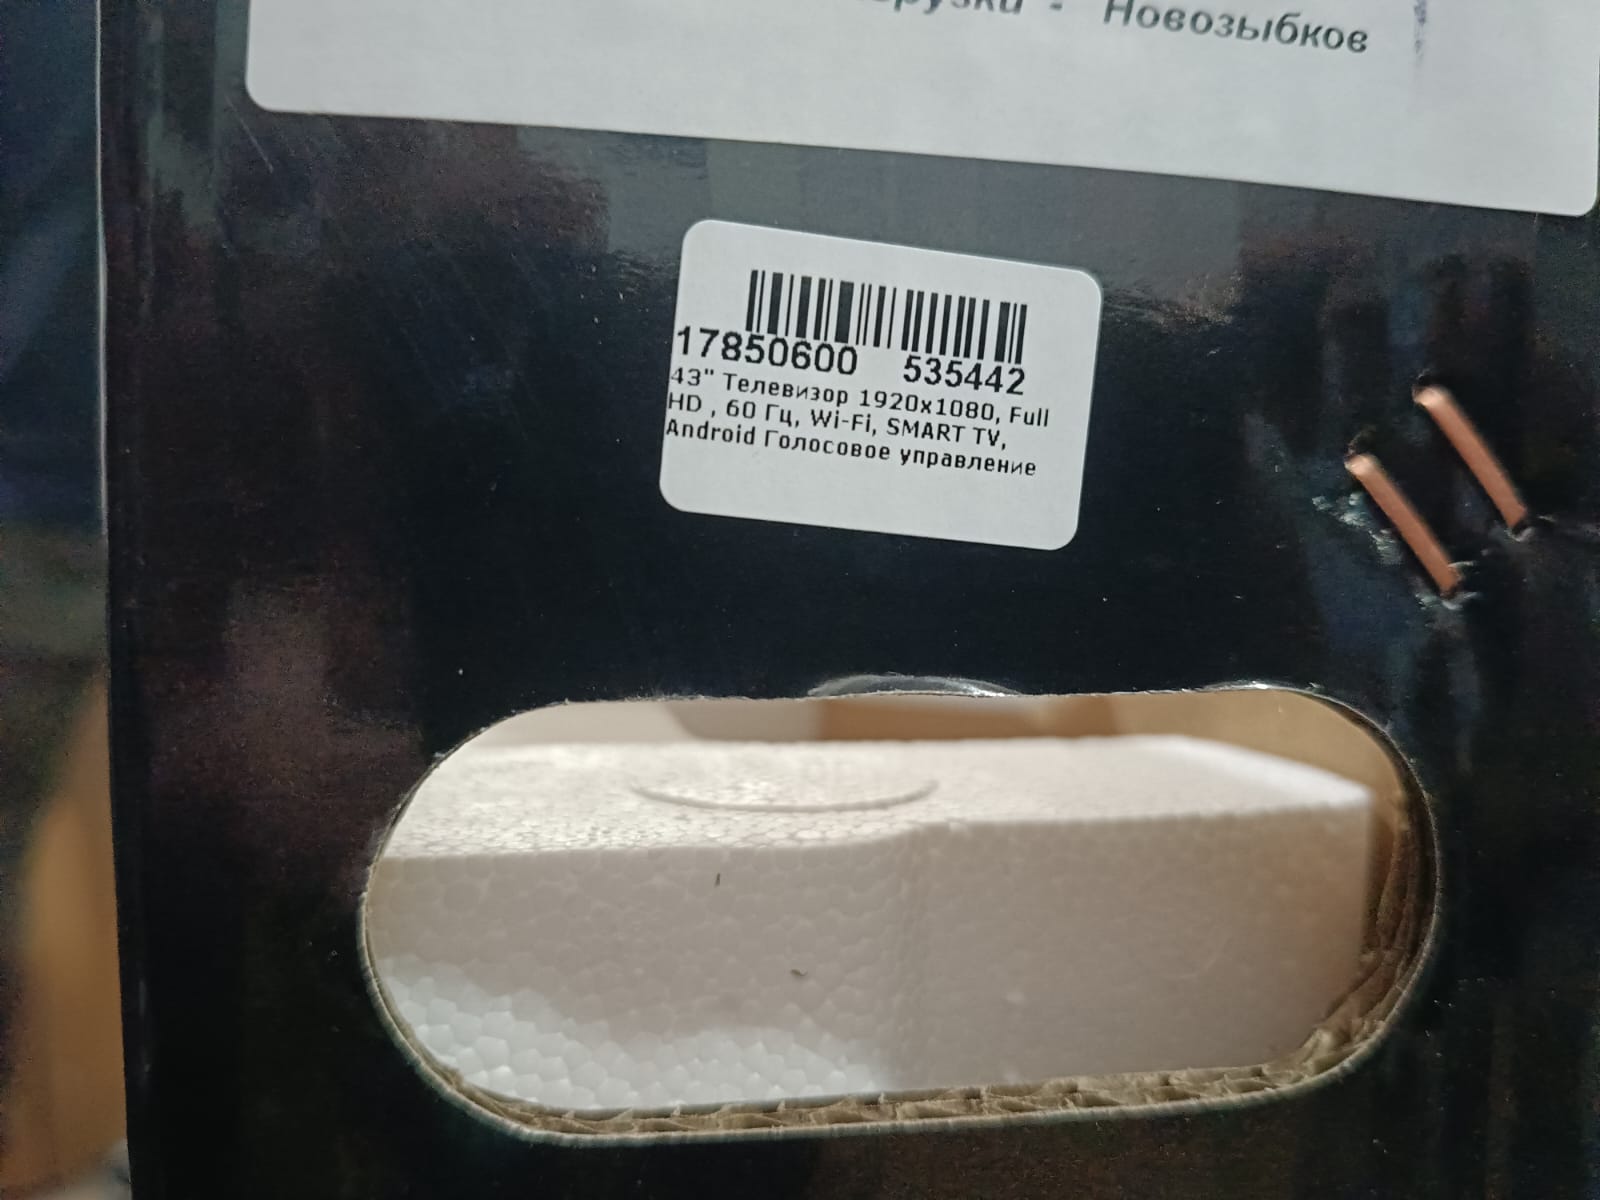 - Новозыбков
17850600 535442
43" Телевизор 1920x1080, Full
HD , 60 Гц, Wi-Fi, SMART TV,
Android Голосовое управление